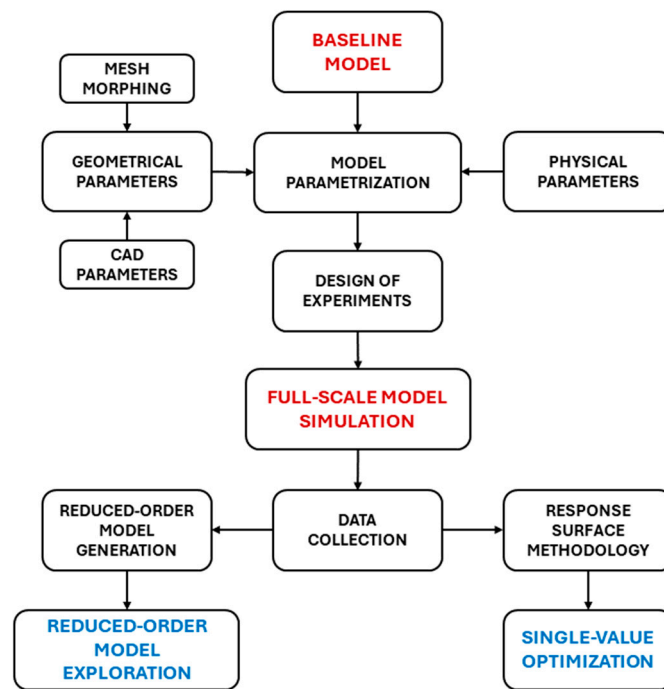 BASELINE
MODEL
MESH
MORPHING
GEOMETRICAL
PARAMETERS
MODEL
PARAMETRIZATION
PHYSICAL
PARAMETERS
CAD
PARAMETERS
DESIGN OF
EXPERIMENTS
FULL-SCALE MODEL
SIMULATION
REDUCED-ORDER
MODEL
GENERATION
DATA
COLLECTION
RESPONSE
SURFACE
METHODOLOGY
REDUCED-ORDER
MODEL
EXPLORATION
SINGLE-VALUE
OPTIMIZATION